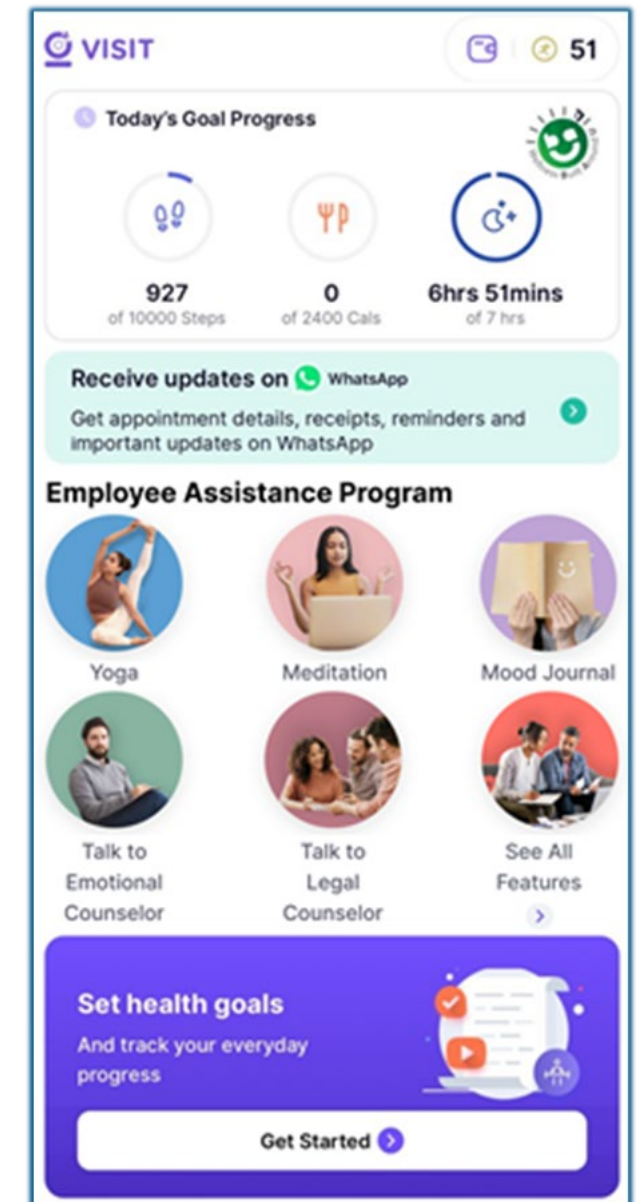 VISIT
51
Today's Goal Progress
927
of 10000 Steps
0
of 2400 Cals
6hrs 51mins
of 7 hrs
Receive updates on WhatsApp
Get appointment details, receipts, reminders and
important updates on WhatsApp
Employee Assistance Program
Yoga
Meditation
Mood Journal
Talk to
Emotional
Counselor
Talk to
Legal
Counselor
See All
Features
Set health goals
And track your everyday
progress
Get Started